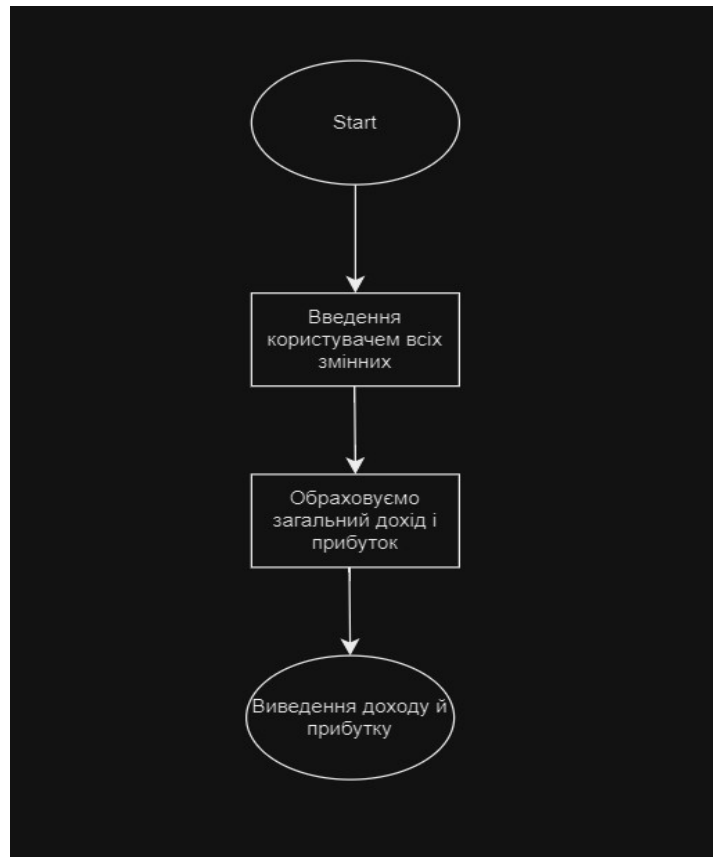 Start
Введення
користувачем всіх
змінних
Обраховуємо
загальний дохід і
прибуток
Виведення доходу й
прибутку